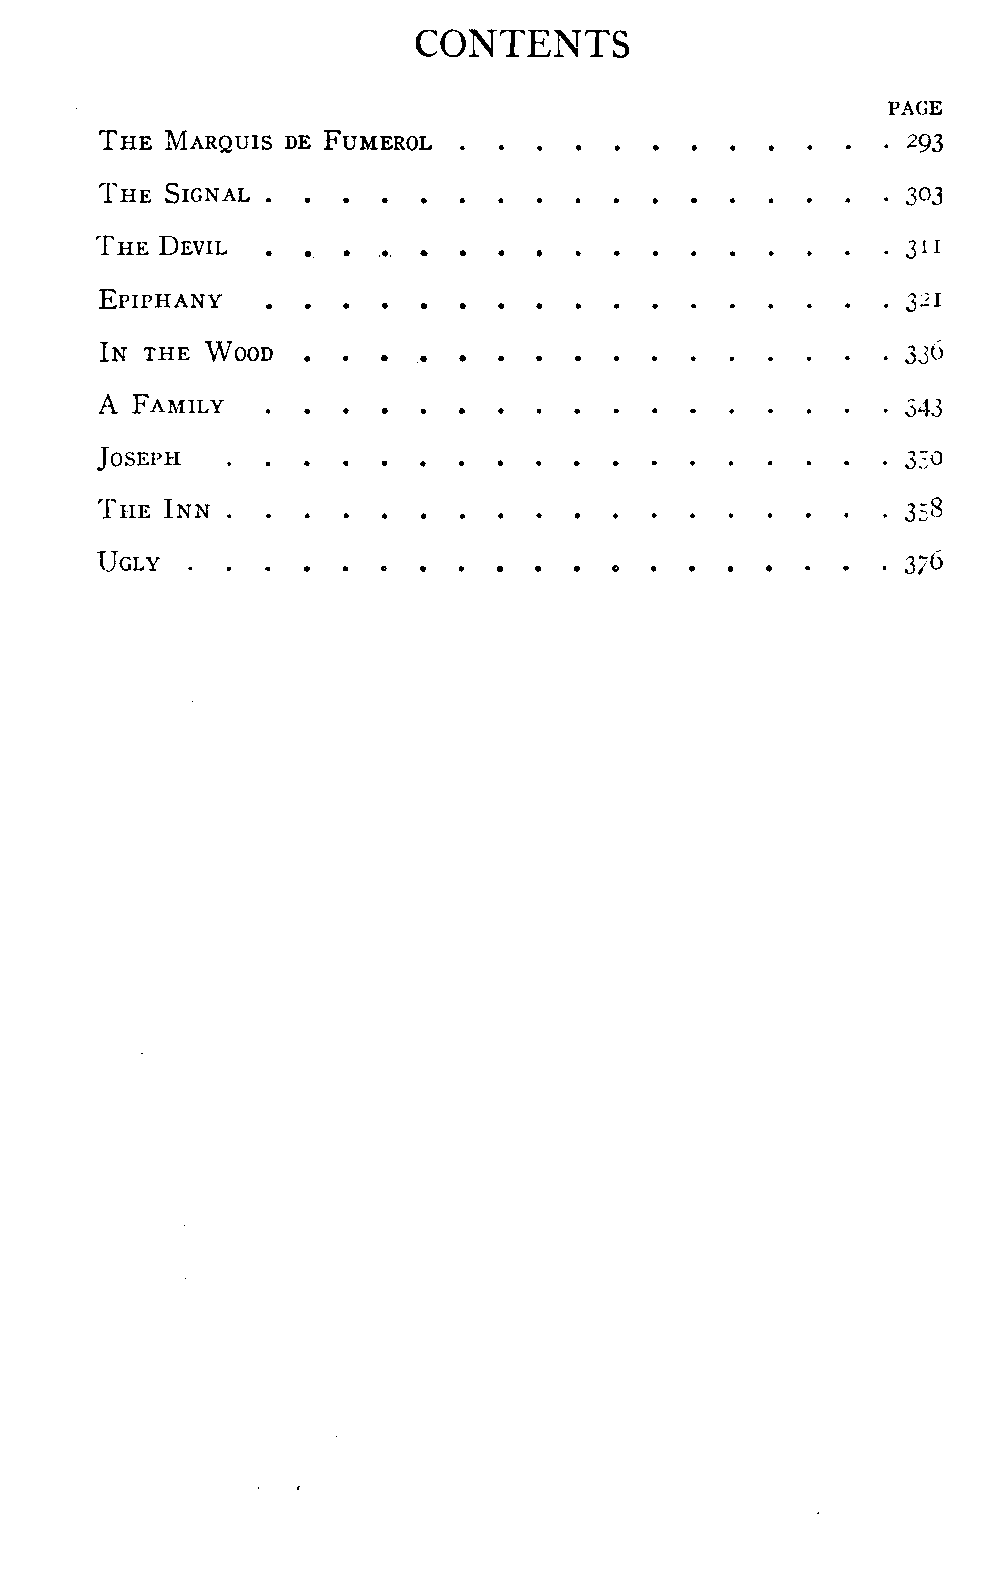 CONTENTS
PAGE
The Marquis de Fumerol . . . . . . . . . . . . 293
The Signal . . . . . . . . . . . . . . . . . 303
The Devil . . . . . . . . . . . . . . . . . 311
Epiphany . . . . . . . . . . . . . . . . . 321
In the Wood . . . . . . . . . . . . . . . . 336
A Family . . . . . . . . . . . . . . . . . 343
Joseph . . . . . . . . . . . . . . . . . . 350
The Inn . . . . . . . . . . . . . . . . . . 358
Ugly . . . . . . . . . . . . . . . . . . . 376